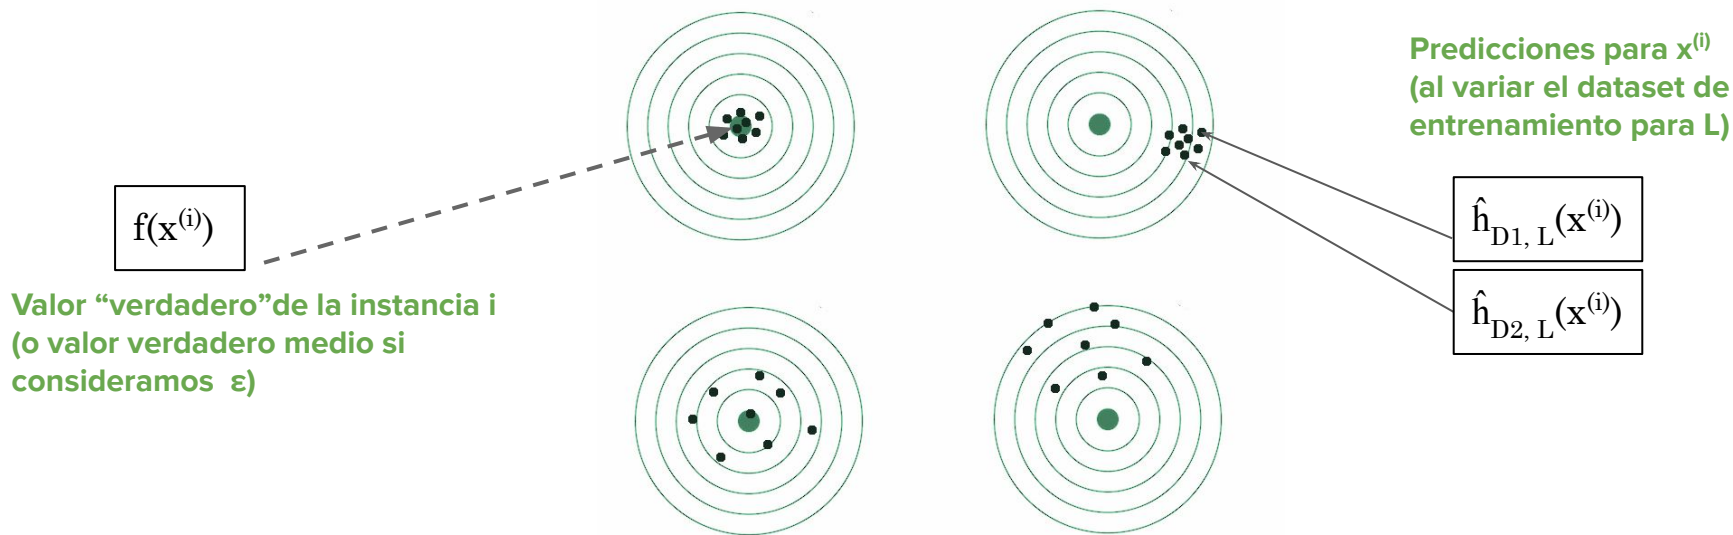 f(x⁽ⁱ⁾)
Valor “verdadero”de la instancia i
(o valor verdadero medio si
consideramos ε)
Predicciones para x⁽ⁱ⁾
(al variar el dataset de
entrenamiento para L)
ĥ_D1, L(x⁽ⁱ⁾)
ĥ_D2, L(x⁽ⁱ⁾)